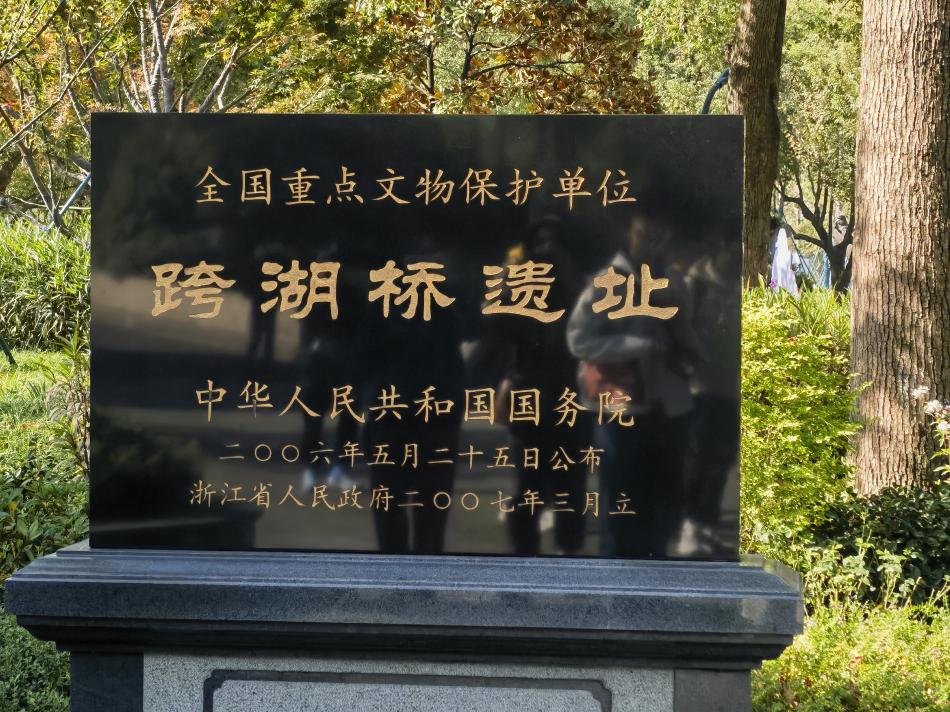 全国重点文物保护单位
跨湖桥遗址
中华人民共和国国务院
二〇〇六年五月二十五日公布
浙江省人民政府二〇〇七年三月立